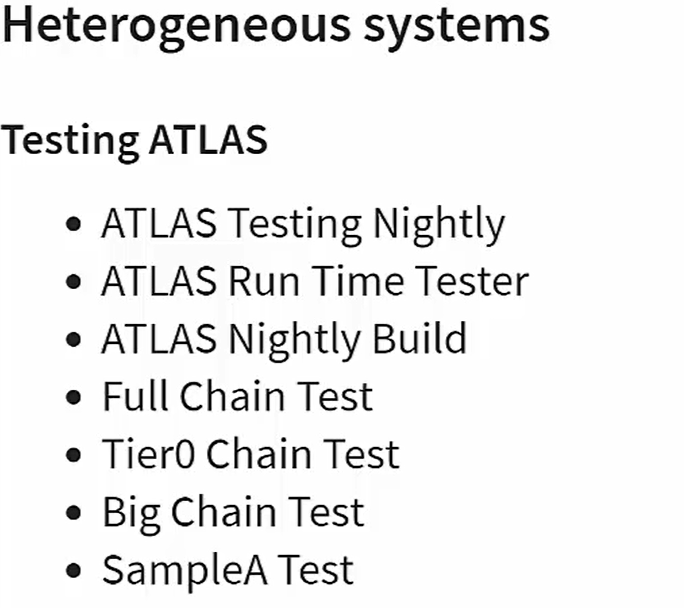 Heterogeneous systems
Testing ATLAS
• ATLAS Testing Nightly
• ATLAS Run Time Tester
• ATLAS Nightly Build
• Full Chain Test
• Tier0 Chain Test
• Big Chain Test
• SampleA Test